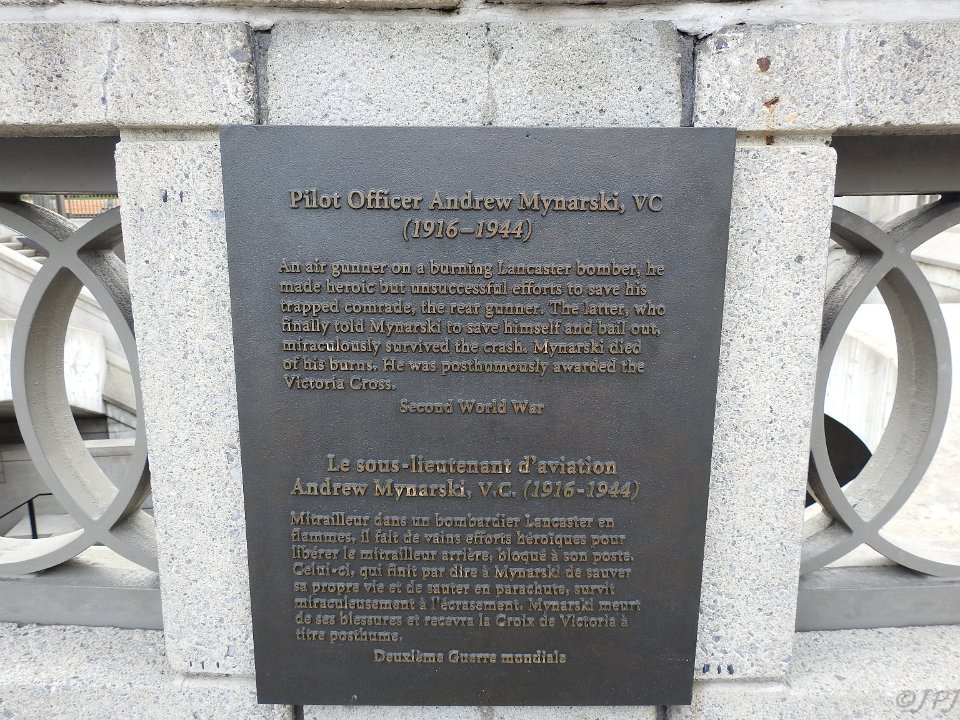 Pilot Officer Andrew Mynarski, VC
(1916–1944)
An air gunner on a burning Lancaster bomber, he
made heroic but unsuccessful efforts to save his
trapped comrade, the rear gunner. The latter, who
finally told Mynarski to save himself and bail out,
miraculously survived the crash. Mynarski died
of his burns. He was posthumously awarded the
Victoria Cross.
Second World War
Le sous-lieutenant d'aviation
Andrew Mynarski, V.C. (1916-1944)
Mitrailleur dans un bombardier Lancaster en
flammes, il fait de vains efforts héroïques pour
libérer le mitrailleur arrière, bloqué à son poste.
Celui-ci, qui finit par dire à Mynarski de sauver
sa propre vie et de sauter en parachute, survit
miraculeusement à l'écrasement. Mynarski meurt
de ses blessures et recevra la Croix de Victoria à
titre posthume.
Deuxième Guerre mondiale
©JPJ